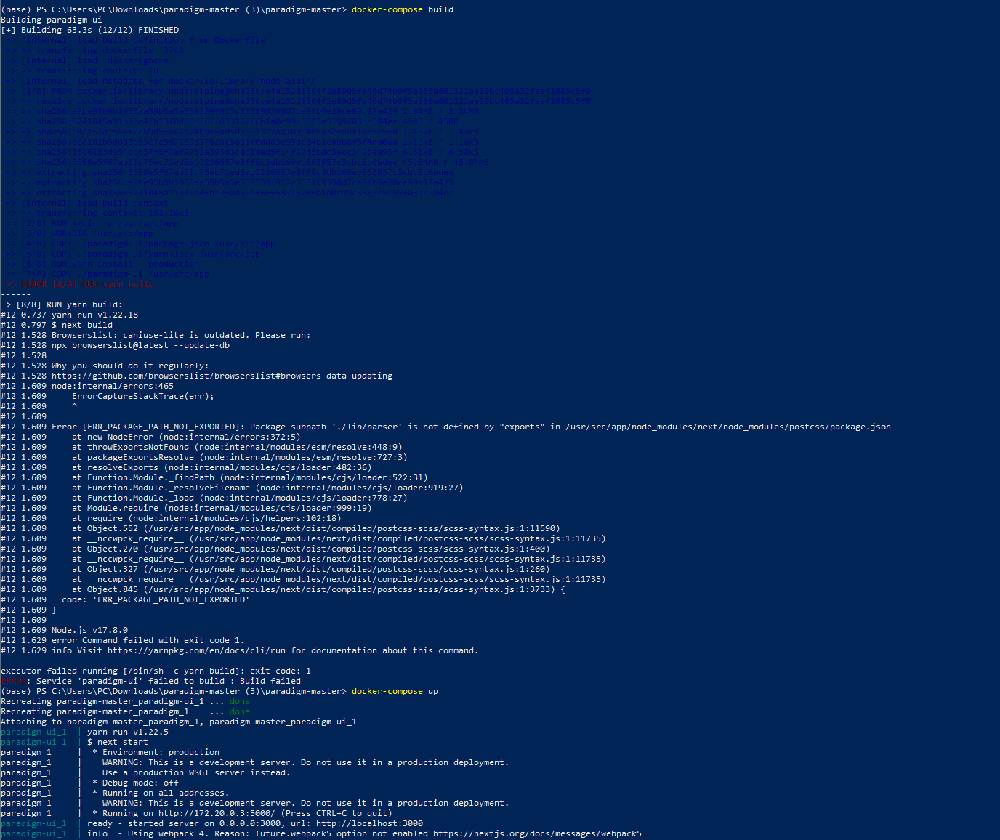 (base) PS C:\Users\PC\Downloads\paradigm-master (3)\paradigm-master> docker-compose build
Building paradigm-ui
[+] Building 63.3s (12/12) FINISHED
=> [internal] load build definition from Dockerfile
=> => transferring dockerfile: 374B
=> [internal] load .dockerignore
=> => transferring context: 2B
=> [internal] load metadata for docker.io/library/node:alpine
=> [1/8] FROM
=> => resolve
=> => 2.34MB / 2.34MB
=> => 450B / 450B
=> => 1.43kB / 1.43kB
=> => 1.16kB / 1.16kB
=> => 6.58kB / 6.58kB
=> => 45.84MB / 45.84MB
=> => extracting
=> => extracting
=> => extracting
=> [internal] load build context
=> => transferring context: 152.16kB
=> [2/8] RUN mkdir -p /usr/src/app
=> [3/8] WORKDIR /usr/src/app
=> [4/8] COPY ./paradigm-ui/package.json /usr/src/app
=> [5/8] COPY ./paradigm-ui/yarn.lock /usr/src/app
=> [6/8] RUN yarn install --production
=> [7/8] COPY ./paradigm-ui /usr/src/app
=> ERROR [8/8] RUN yarn build
------
> [8/8] RUN yarn build:
#12 0.737 yarn run v1.22.18
#12 0.797 $ next build
#12 1.528 Browserslist: caniuse-lite is outdated. Please run:
#12 1.528 npx browserslist@latest --update-db
#12 1.528
#12 1.528 Why you should do it regularly:
#12 1.528 https://github.com/browserslist/browserslist#browsers-data-updating
#12 1.609 node:internal/errors:465
#12 1.609     ErrorCaptureStackTrace(err);
#12 1.609     ^
#12 1.609
#12 1.609 Error [ERR_PACKAGE_PATH_NOT_EXPORTED]: Package subpath './lib/parser' is not defined by "exports" in /usr/src/app/node_modules/next/node_modules/postcss/package.json
#12 1.609     at new NodeError (node:internal/errors:372:5)
#12 1.609     at throwExportsNotFound (node:internal/modules/esm/resolve:448:9)
#12 1.609     at packageExportsResolve (node:internal/modules/esm/resolve:727:3)
#12 1.609     at resolveExports (node:internal/modules/cjs/loader:482:36)
#12 1.609     at Function.Module._findPath (node:internal/modules/cjs/loader:522:31)
#12 1.609     at Function.Module._resolveFilename (node:internal/modules/cjs/loader:919:27)
#12 1.609     at Function.Module._load (node:internal/modules/cjs/loader:778:27)
#12 1.609     at Module.require (node:internal/modules/cjs/loader:999:19)
#12 1.609     at require (node:internal/modules/cjs/helpers:102:18)
#12 1.609     at Object.552 (/usr/src/app/node_modules/next/dist/compiled/postcss-scss/scss-syntax.js:1:11590)
#12 1.609     at __nccwpck_require__ (/usr/src/app/node_modules/next/dist/compiled/postcss-scss/scss-syntax.js:1:11735)
#12 1.609     at Object.270 (/usr/src/app/node_modules/next/dist/compiled/postcss-scss/scss-syntax.js:1:400)
#12 1.609     at __nccwpck_require__ (/usr/src/app/node_modules/next/dist/compiled/postcss-scss/scss-syntax.js:1:11735)
#12 1.609     at Object.327 (/usr/src/app/node_modules/next/dist/compiled/postcss-scss/scss-syntax.js:1:260)
#12 1.609     at __nccwpck_require__ (/usr/src/app/node_modules/next/dist/compiled/postcss-scss/scss-syntax.js:1:11735)
#12 1.609     at Object.845 (/usr/src/app/node_modules/next/dist/compiled/postcss-scss/scss-syntax.js:1:3733) {
#12 1.609   code: 'ERR_PACKAGE_PATH_NOT_EXPORTED'
#12 1.609 }
#12 1.609
#12 1.609 Node.js v17.8.0
#12 1.629 error Command failed with exit code 1.
#12 1.629 info Visit https://yarnpkg.com/en/docs/cli/run for documentation about this command.
------
executor failed running [/bin/sh -c yarn build]: exit code: 1
ERROR: Service 'paradigm-ui' failed to build : Build failed
(base) PS C:\Users\PC\Downloads\paradigm-master (3)\paradigm-master> docker-compose up
Recreating paradigm-master_paradigm-ui_1 ... done
Recreating paradigm-master_paradigm_1    ... done
Attaching to paradigm-master_paradigm_1, paradigm-master_paradigm-ui_1
paradigm-ui_1  | yarn run v1.22.5
paradigm-ui_1  | $ next start
paradigm_1     |  * Environment: production
paradigm_1     |    WARNING: This is a development server. Do not use it in a production deployment.
paradigm_1     |    Use a production WSGI server instead.
paradigm_1     |  * Debug mode: off
paradigm_1     |  * Running on all addresses.
paradigm_1     |    WARNING: This is a development server. Do not use it in a production deployment.
paradigm_1     |  * Running on http://172.20.0.3:5000/ (Press CTRL+C to quit)
paradigm-ui_1  | ready - started server on 0.0.0.0:3000, url: http://localhost:3000
paradigm-ui_1  | info  - Using webpack 4. Reason: future.webpack5 option not enabled https://nextjs.org/docs/messages/webpack5